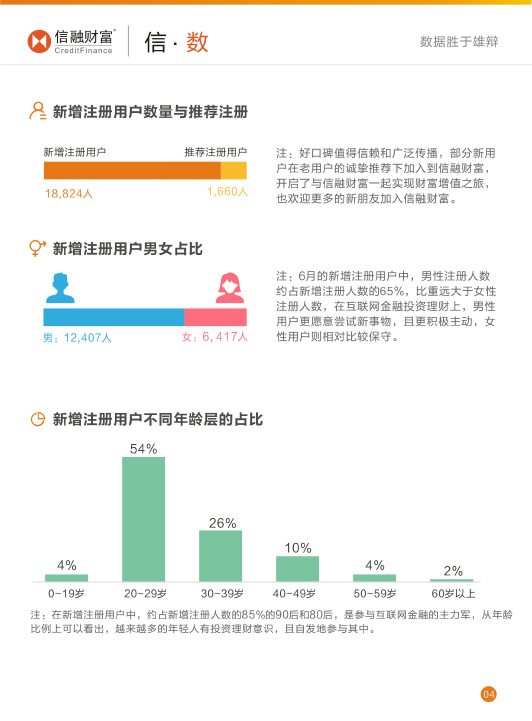 信融财富
CreditFinance
信·数
数据胜于雄辩
新增注册用户数量与推荐注册
新增注册用户
推荐注册用户
18,824人
1,660人
注：好口碑值得信赖和广泛传播，部分新用
户在老用户的诚挚推荐下加入到信融财富，
开启了与信融财富一起实现财富增值之旅，
也欢迎更多的新朋友加入信融财富。
新增注册用户男女占比
男：12,407人
女：6,417人
注：6月的新增注册用户中，男性注册人数
约占新增注册人数的65%，比重远大于女性
注册人数，在互联网金融投资理财上，男性
用户更愿意尝试新事物，且更积极主动，女
性用户则相对比较保守。
新增注册用户不同年龄层的占比
4%
54%
26%
10%
4%
2%
0-19岁
20-29岁
30-39岁
40-49岁
50-59岁
60岁以上
注：在新增注册用户中，约占新增注册人数的85%的90后和80后，是参与互联网金融的主力军，从年龄
比例上可以看出，越来越多的年轻人有投资理财意识，且自发地参与其中。
04